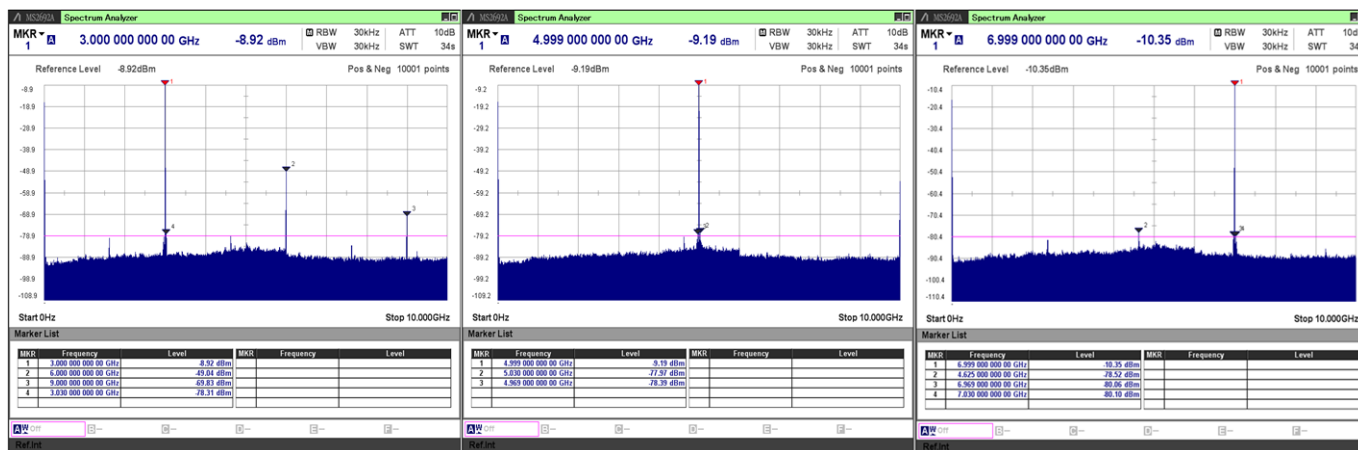 MS2692A Spectrum Analyzer
MKR 1 A 3.000 000 000 00 GHz -8.92 dBm
M RBW 30kHz ATT 10dB
VBW 30kHz SWT 34s
Reference Level -8.92dBm Pos & Neg 10001 points
1
-8.9
-18.9
-28.9
-38.9
2
-48.9
-58.9
3
-68.9
4
-78.9
-88.9
-98.9
-108.9
Start 0Hz Stop 10.000GHz
Marker List
MKR Frequency Level MKR Frequency Level
1 3.000 000 000 00 GHz -8.92 dBm
2 6.000 000 000 00 GHz -49.04 dBm
3 9.000 000 000 00 GHz -69.83 dBm
4 3.030 000 000 00 GHz -78.31 dBm
Off
Ref.Int
MS2692A Spectrum Analyzer
MKR 1 A 4.999 000 000 00 GHz -9.19 dBm
M RBW 30kHz ATT 10dB
VBW 30kHz SWT 34s
Reference Level -9.19dBm Pos & Neg 10001 points
1
-9.2
-19.2
-29.2
-39.2
-49.2
-59.2
-69.2
-79.2
-89.2
-99.2
-109.2
Start 0Hz Stop 10.000GHz
Marker List
MKR Frequency Level MKR Frequency Level
1 4.999 000 000 00 GHz -9.19 dBm
2 5.030 000 000 00 GHz -77.97 dBm
3 4.969 000 000 00 GHz -78.39 dBm
Off
Ref.Int
MS2692A Spectrum Analyzer
MKR 1 A 6.999 000 000 00 GHz -10.35 dBm
M RBW 30kHz ATT 10dB
VBW 30kHz SWT 34s
Reference Level -10.35dBm Pos & Neg 10001 points
1
-10.4
-20.4
-30.4
-40.4
-50.4
-60.4
-70.4
2
-80.4
-90.4
-100.4
-110.4
Start 0Hz Stop 10.000GHz
Marker List
MKR Frequency Level MKR Frequency Level
1 6.999 000 000 00 GHz -10.35 dBm
2 4.625 000 000 00 GHz -78.52 dBm
3 6.969 000 000 00 GHz -80.06 dBm
4 7.030 000 000 00 GHz -80.10 dBm
Off
Ref.Int